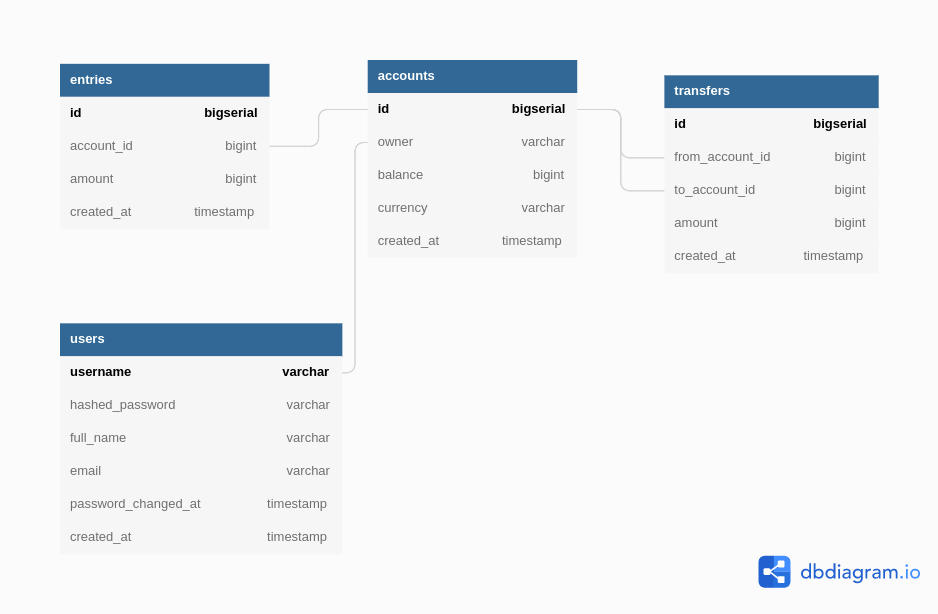 entries
id bigserial
account_id bigint
amount bigint
created_at timestamp
accounts
id bigserial
owner varchar
balance bigint
currency varchar
created_at timestamp
transfers
id bigserial
from_account_id bigint
to_account_id bigint
amount bigint
created_at timestamp
users
username varchar
hashed_password varchar
full_name varchar
email varchar
password_changed_at timestamp
created_at timestamp
dbdiagram.io